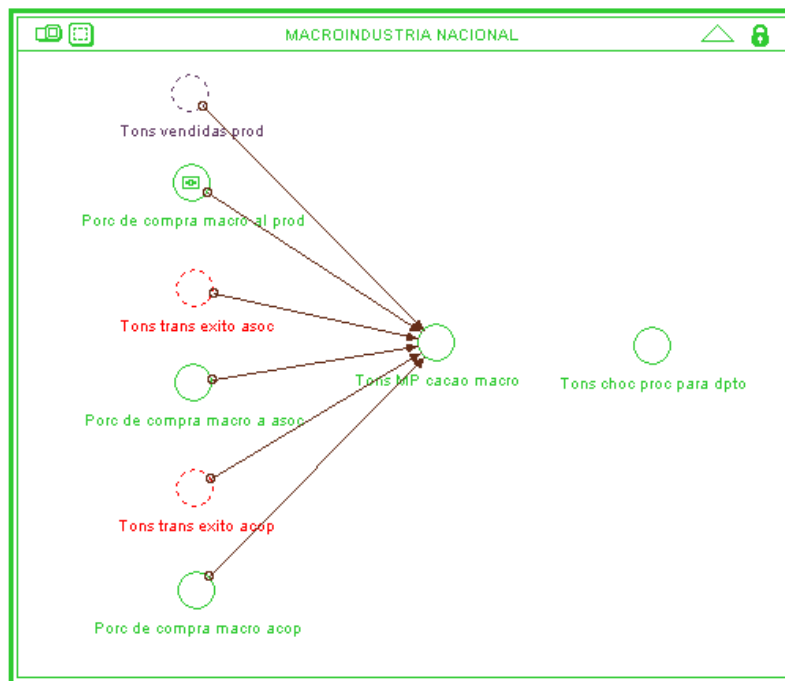 MACROINDUSTRIA NACIONAL
Tons vendidas prod
Porc de compra macro al prod
Tons trans exito asoc
Tons MP cacao macro
Tons choc proc para dpto
Porc de compra macro a asoc
Tons trans exito acop
Porc de compra macro acop